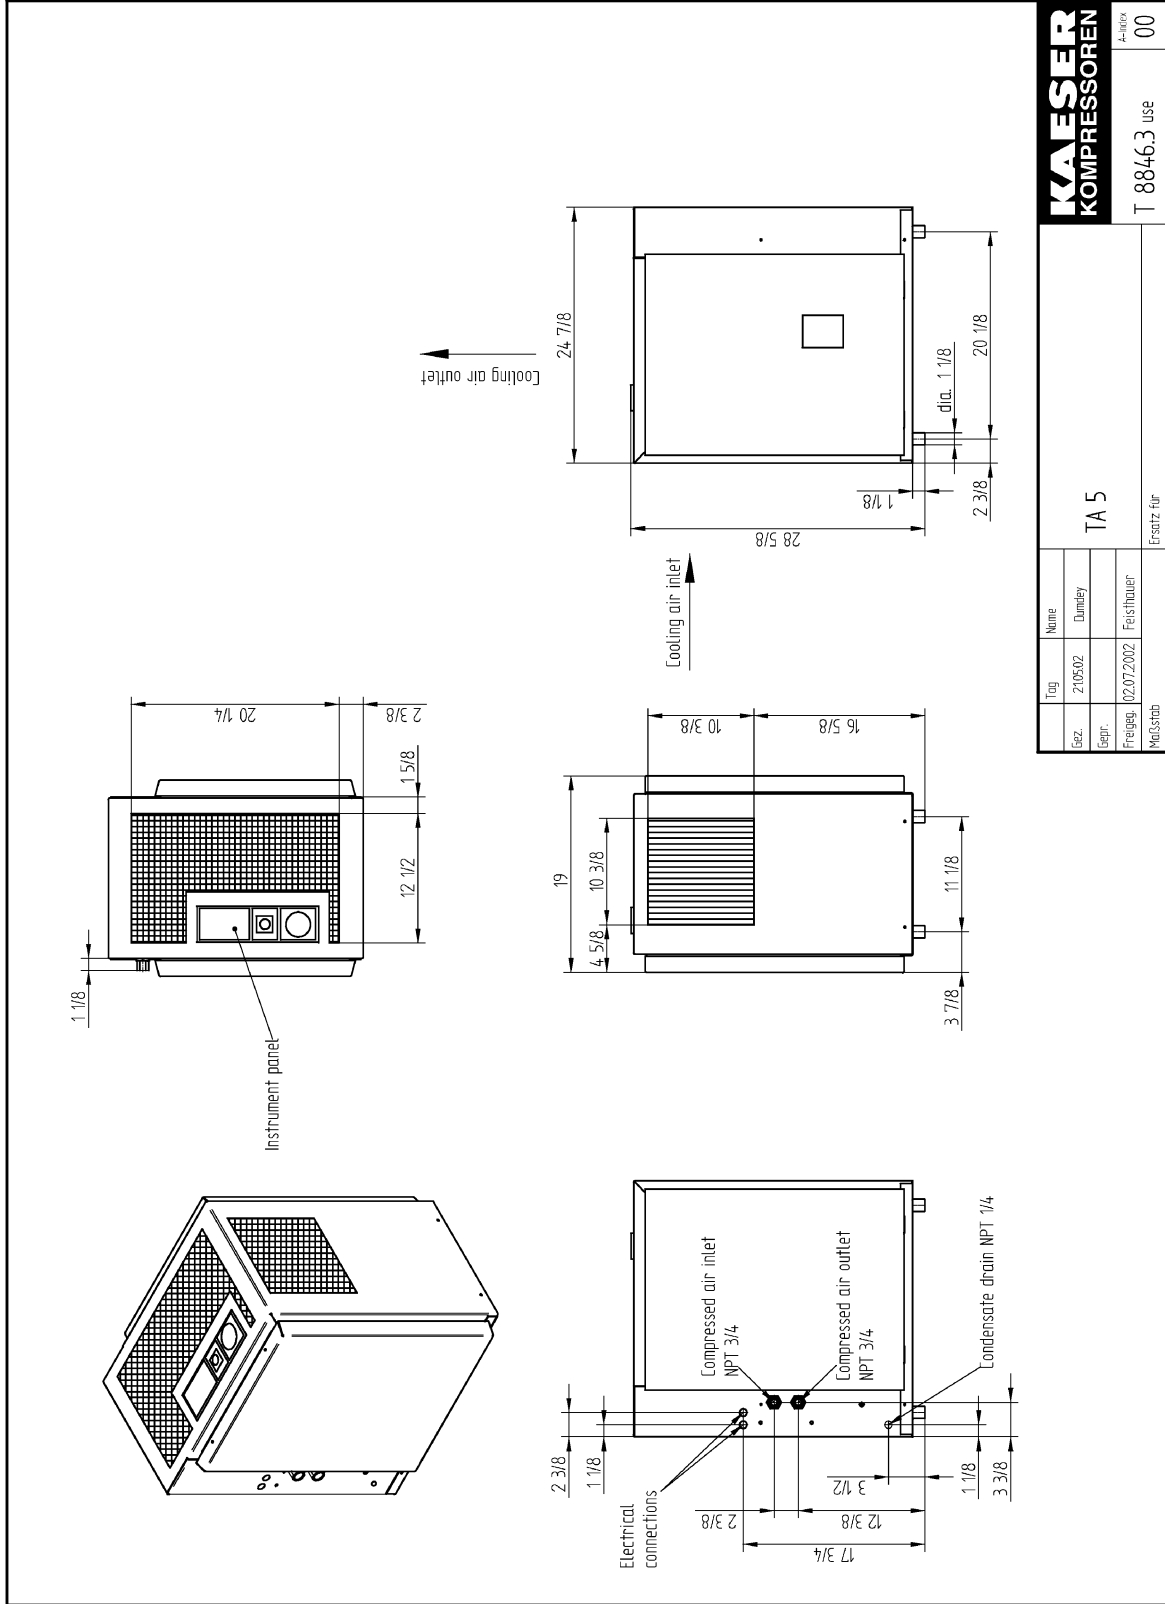 Instrument panel
1 1/8
12 1/2
1 5/8
20 1/4
2 3/8
Cooling air outlet
Electrical
connections
2 3/8
1 1/8
Compressed air inlet
NPT 3/4
Compressed air outlet
NPT 3/4
Condensate drain NPT 1/4
2 3/8
12 3/8
17 3/4
3 1/2
1 1/8
3 3/8
19
4 5/8
10 3/8
10 3/8
16 5/8
3 7/8
11 1/8
Cooling air inlet
24 7/8
28 5/8
1 1/8
2 3/8
dia. 1 1/8
20 1/8
Tag
Name
Gez.
21.05.02
Dumdey
Gepr.
Freigeg.
02.07.2002
Feisthauer
Maßstab
TA 5
Ersatz für
KAESER
KOMPRESSOREN
T 8846.3 use
A-Index
00